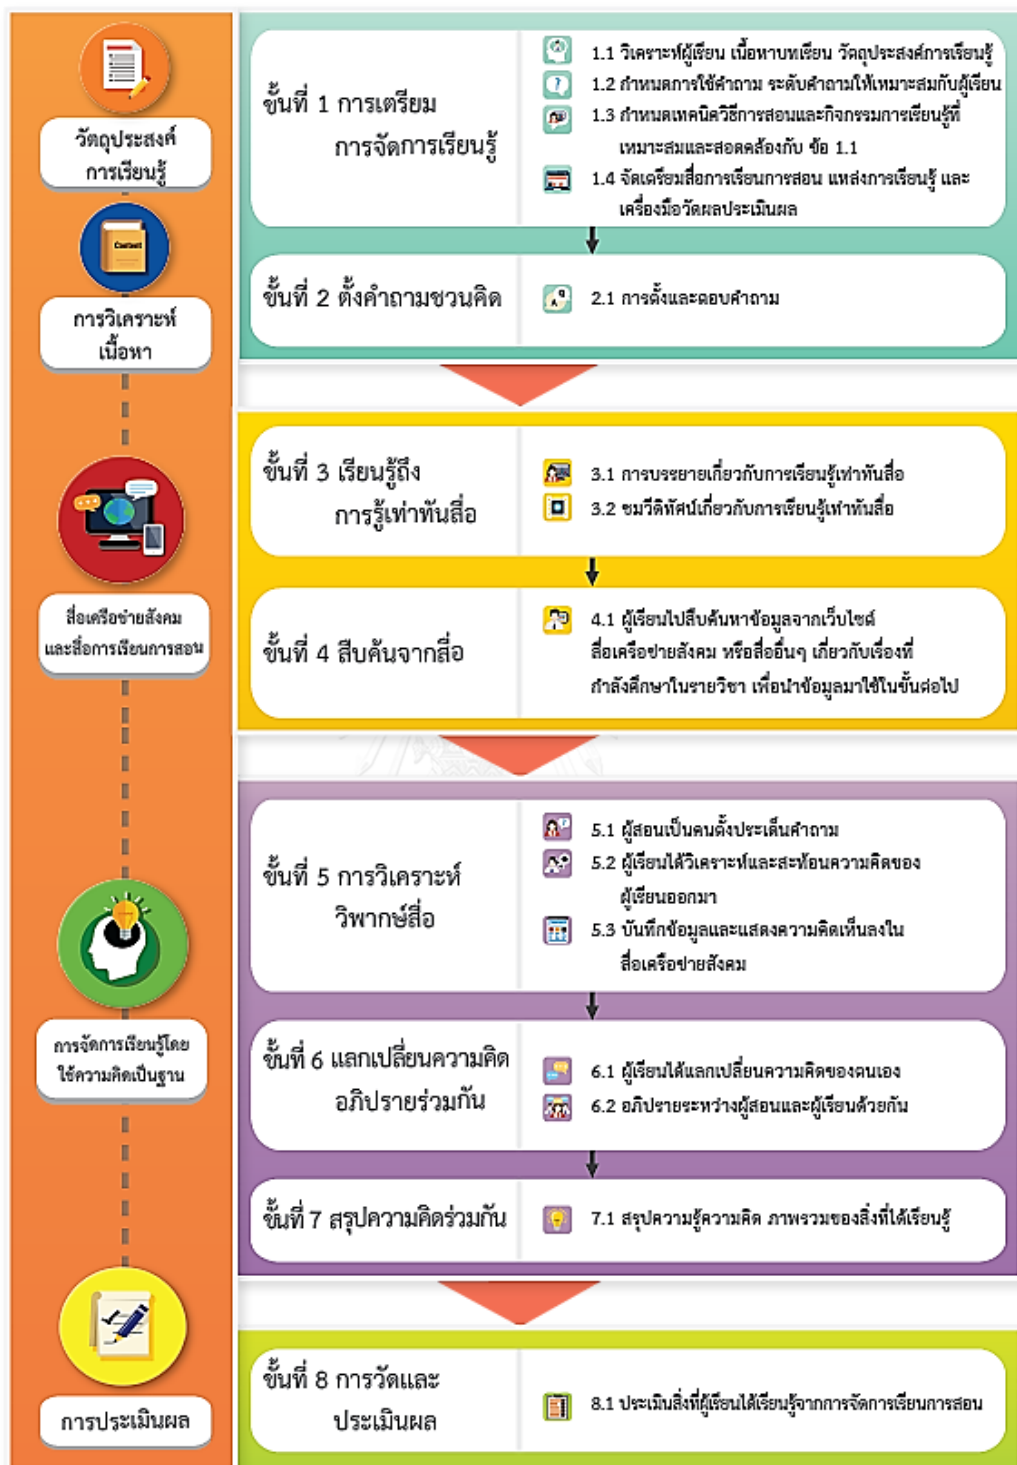 วัตถุประสงค์
การเรียนรู้
Content
การวิเคราะห์
เนื้อหา
สื่อเครือข่ายสังคม
และสื่อการเรียนการสอน
การจัดการเรียนรู้โดย
ใช้ความคิดเป็นฐาน
การประเมินผล
ขั้นที่ 1 การเตรียม
การจัดการเรียนรู้
1.1 วิเคราะห์ผู้เรียน เนื้อหาบทเรียน วัตถุประสงค์การเรียนรู้
1.2 กำหนดการใช้คำถาม ระดับคำถามให้เหมาะสมกับผู้เรียน
1.3 กำหนดเทคนิควิธีการสอนและกิจกรรมการเรียนรู้ที่
เหมาะสมและสอดคล้องกับ ข้อ 1.1
1.4 จัดเตรียมสื่อการเรียนการสอน แหล่งการเรียนรู้ และ
เครื่องมือวัดผลประเมินผล
ขั้นที่ 2 ตั้งคำถามชวนคิด
2.1 การตั้งและตอบคำถาม
ขั้นที่ 3 เรียนรู้ถึง
การรู้เท่าทันสื่อ
3.1 การบรรยายเกี่ยวกับการเรียนรู้เท่าทันสื่อ
3.2 ชมวีดิทัศน์เกี่ยวกับการเรียนรู้เท่าทันสื่อ
ขั้นที่ 4 สืบค้นจากสื่อ
4.1 ผู้เรียนไปสืบค้นหาข้อมูลจากเว็บไซต์
สื่อเครือข่ายสังคม หรือสื่ออื่นๆ เกี่ยวกับเรื่องที่
กำลังศึกษาในรายวิชา เพื่อนำข้อมูลมาใช้ในขั้นต่อไป
ขั้นที่ 5 การวิเคราะห์
วิพากษ์สื่อ
5.1 ผู้สอนเป็นคนตั้งประเด็นคำถาม
5.2 ผู้เรียนได้วิเคราะห์และสะท้อนความคิดของ
ผู้เรียนออกมา
5.3 บันทึกข้อมูลและแสดงความคิดเห็นลงใน
สื่อเครือข่ายสังคม
ขั้นที่ 6 แลกเปลี่ยนความคิด
อภิปรายร่วมกัน
6.1 ผู้เรียนได้แลกเปลี่ยนความคิดของตนเอง
6.2 อภิปรายระหว่างผู้สอนและผู้เรียนด้วยกัน
ขั้นที่ 7 สรุปความคิดร่วมกัน
7.1 สรุปความรู้ความคิด ภาพรวมของสิ่งที่ได้เรียนรู้
ขั้นที่ 8 การวัดและ
ประเมินผล
8.1 ประเมินสิ่งที่ผู้เรียนได้เรียนรู้จากการจัดการเรียนการสอน